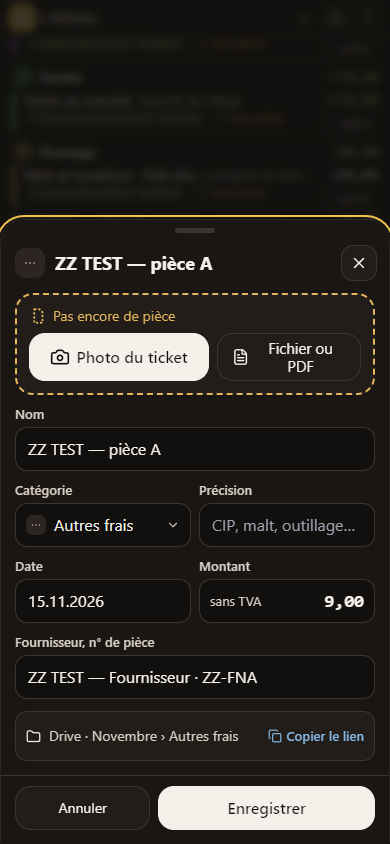 ZZ TEST — pièce A
Pas encore de pièce
Photo du ticket
Fichier ou
PDF
Nom
ZZ TEST — pièce A
Catégorie
Précision
Autres frais
CIP, malt, outillage...
Date
Montant
15.11.2026
sans TVA
9,00
Fournisseur, n° de pièce
ZZ TEST — Fournisseur · ZZ-FNA
Drive · Novembre › Autres frais
Copier le lien
Annuler
Enregistrer